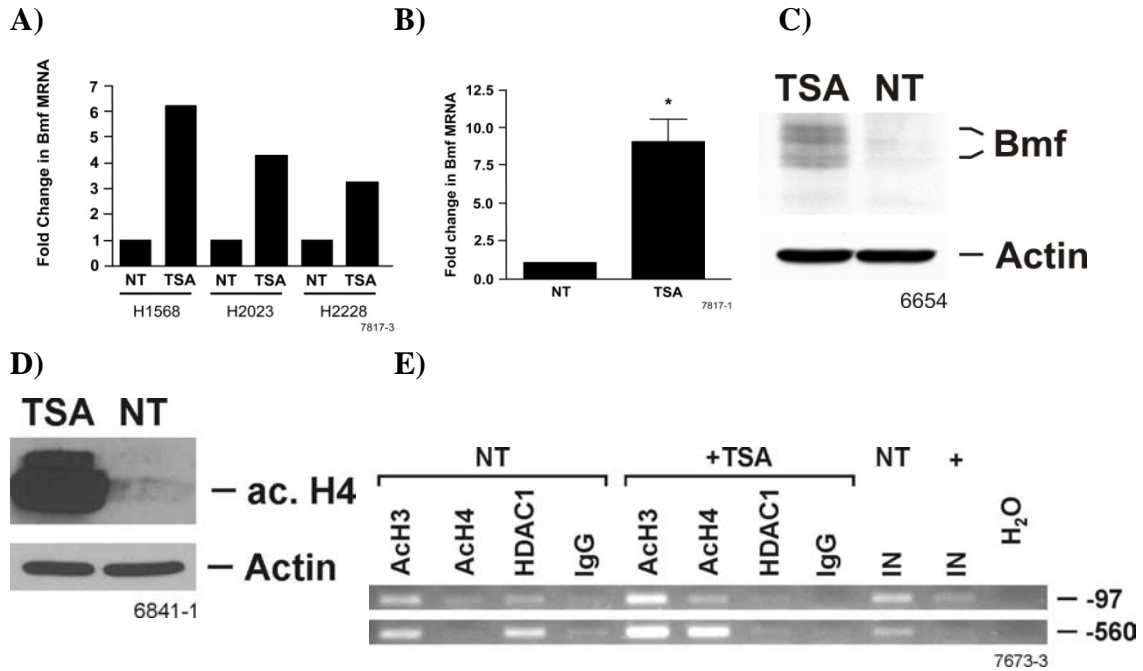 A)
Fold Change in Bmf MRNA
7
6
5
4
3
2
1
0
NT TSA NT TSA NT TSA
H1568 H2023 H2228
7817-3
B)
Fold change in Bmf MRNA
12.5
10.0
7.5
5.0
2.5
0.0
*
NT TSA
7817-1
C)
TSA NT
Bmf
Actin
6654
D)
TSA NT
ac. H4
Actin
6841-1
E)
NT +TSA NT +
AcH3 AcH4 HDAC1 IgG AcH3 AcH4 HDAC1 IgG IN IN H₂O
-97
-560
7673-3